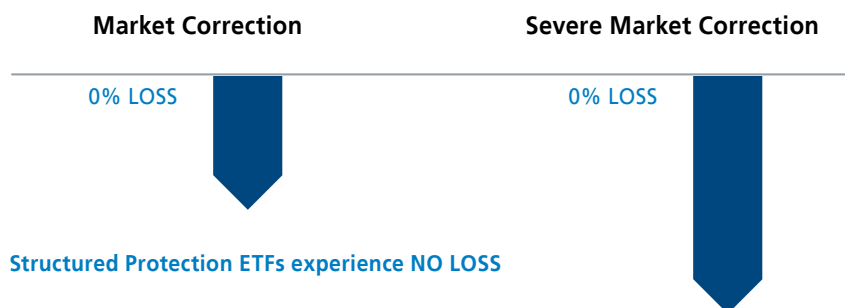 Market Correction
Severe Market Correction
0% LOSS
0% LOSS
Structured Protection ETFs experience NO LOSS